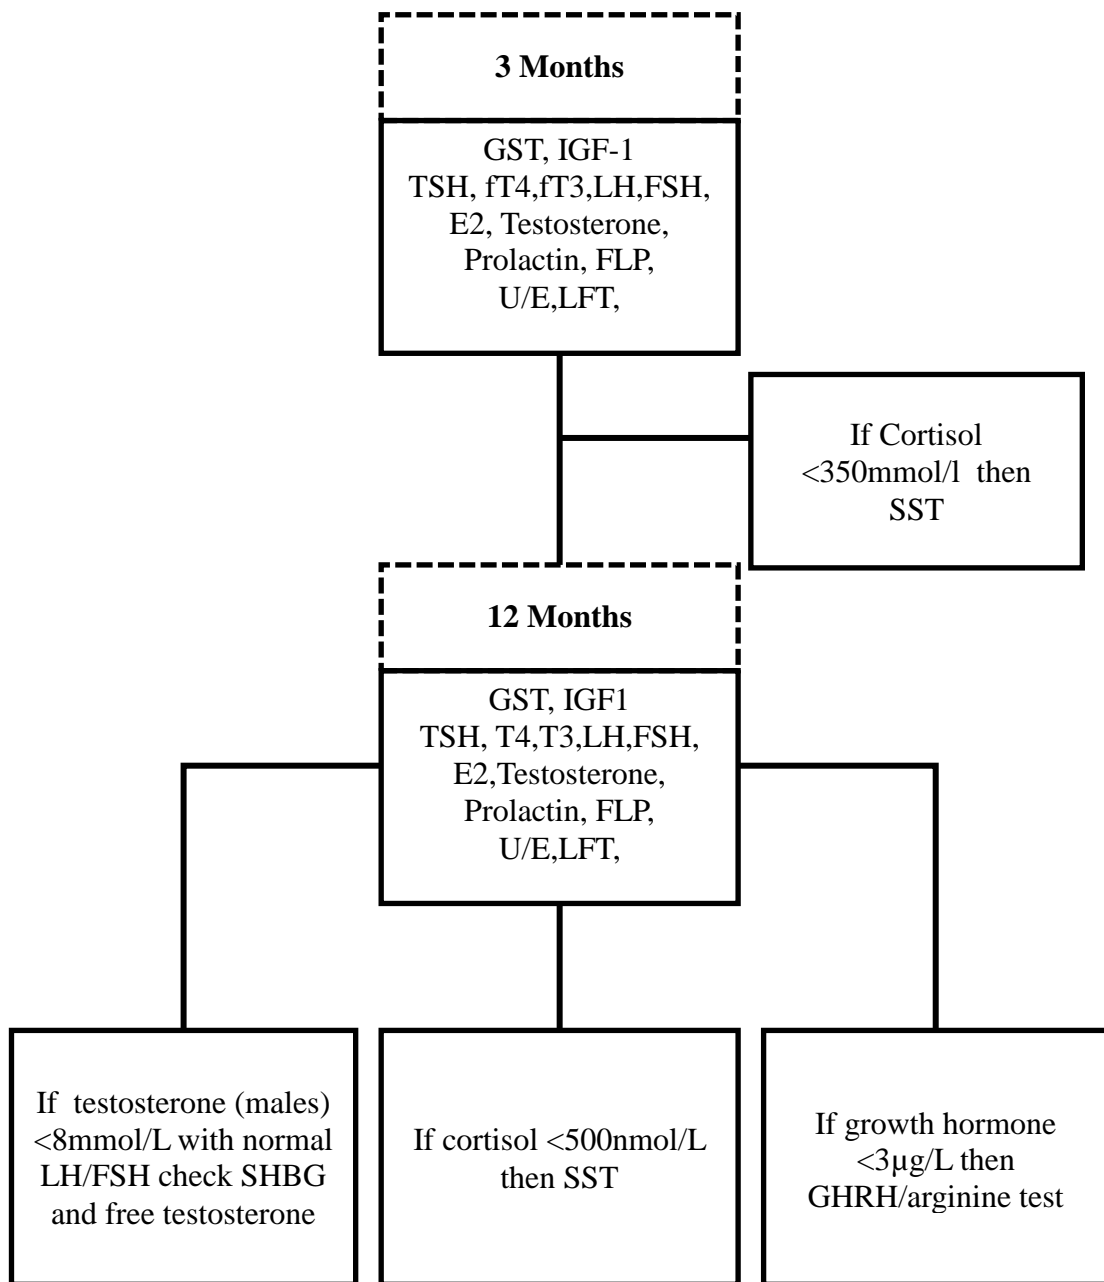 3 Months
GST, IGF-1
TSH, fT4,fT3,LH,FSH,
E2, Testosterone,
Prolactin, FLP,
U/E,LFT,
If Cortisol
<350mmol/l then
SST
12 Months
GST, IGF1
TSH, T4,T3,LH,FSH,
E2,Testosterone,
Prolactin, FLP,
U/E,LFT,
If testosterone (males)
<8mmol/L with normal
LH/FSH check SHBG
and free testosterone
If cortisol <500nmol/L
then SST
If growth hormone
<3µg/L then
GHRH/arginine test